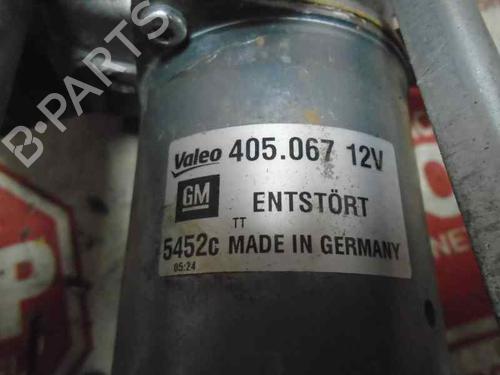 B-PARTS
Valeo 405.067 12V
GM ENTSTÖRT
TT
5452c MADE IN GERMANY
05:24